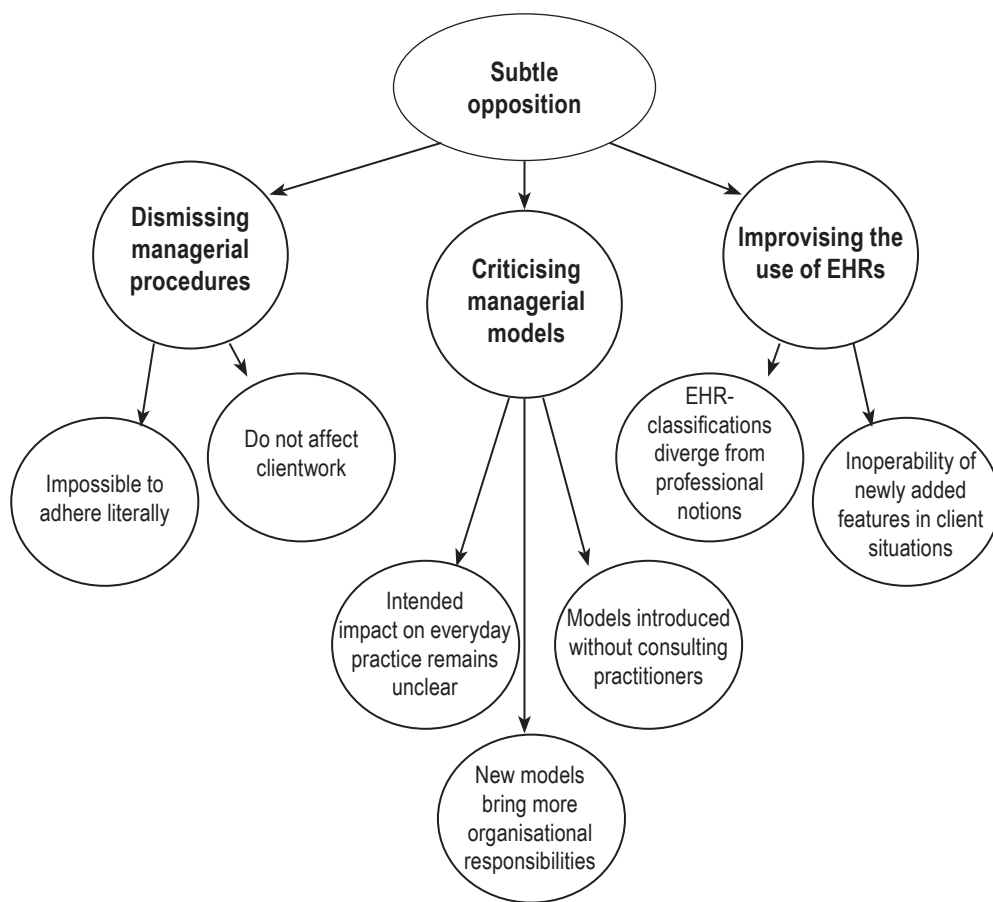 Subtle
opposition
Dismissing
managerial
procedures
Criticising
managerial
models
Improvising the
use of EHRs
Impossible to
adhere literally
Do not affect
clientwork
Intended
impact on everyday
practice remains
unclear
New models
bring more
organisational
responsibilities
Models introduced
without consulting
practitioners
EHR-
classifications
diverge from
professional
notions
Inoperability of
newly added
features in client
situations